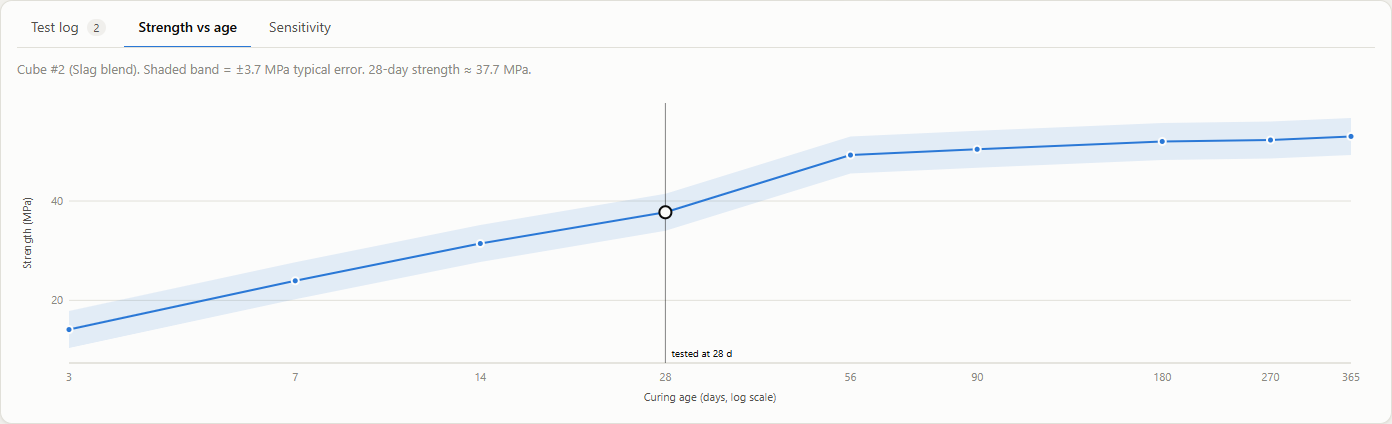 Test log 2 Strength vs age Sensitivity
Cube #2 (Slag blend). Shaded band = ±3.7 MPa typical error. 28-day strength ≈ 37.7 MPa.
Strength (MPa)
40
20
tested at 28 d
3 7 14 28 56 90 180 270 365
Curing age (days, log scale)